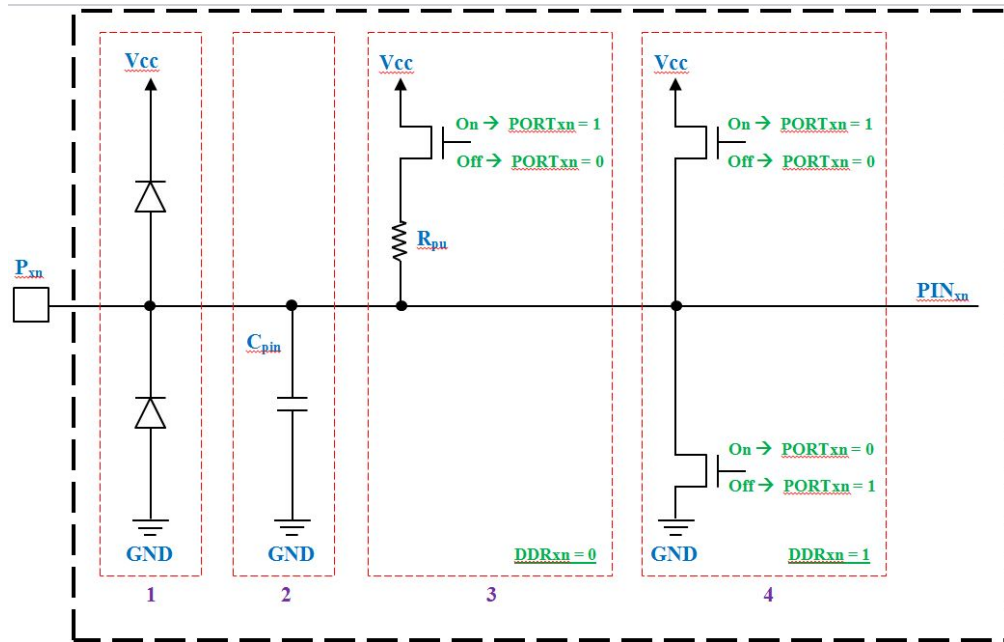 Vcc
Vcc
Vcc
On → PORTxn = 1
Off → PORTxn = 0
On → PORTxn = 1
Off → PORTxn = 0
Rpu
Pxn
PINxn
Cpin
On → PORTxn = 0
Off → PORTxn = 1
GND
GND
DDRxn = 0
GND
DDRxn = 1
1
2
3
4